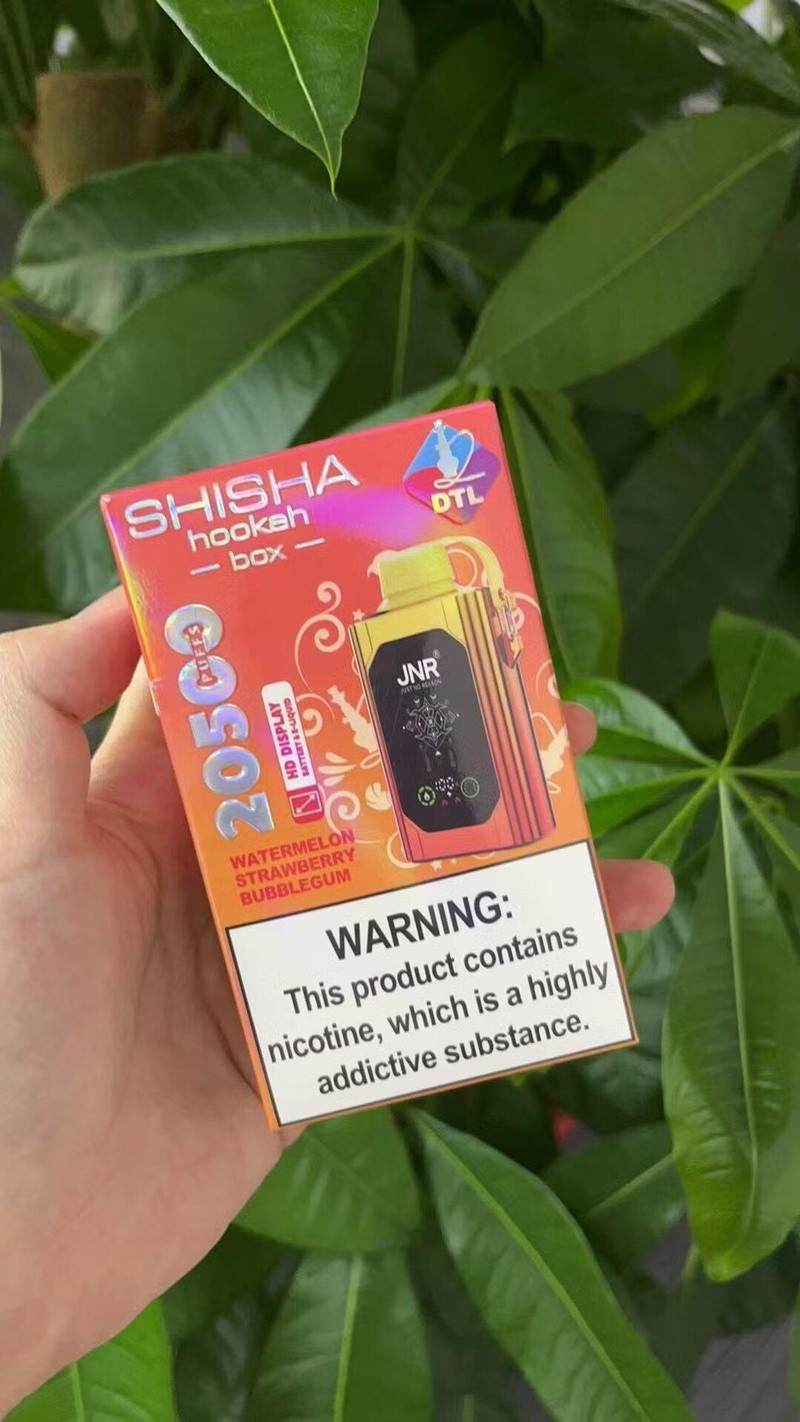 SHISHA
hookah
box
DTL
20500
PUFFS
HD DISPLAY
BATTERY & E-LIQUID
JNR®
JUST NO REASON
100
WATERMELON
STRAWBERRY
BUBBLEGUM
WARNING:
This product contains
nicotine, which is a highly
addictive substance.